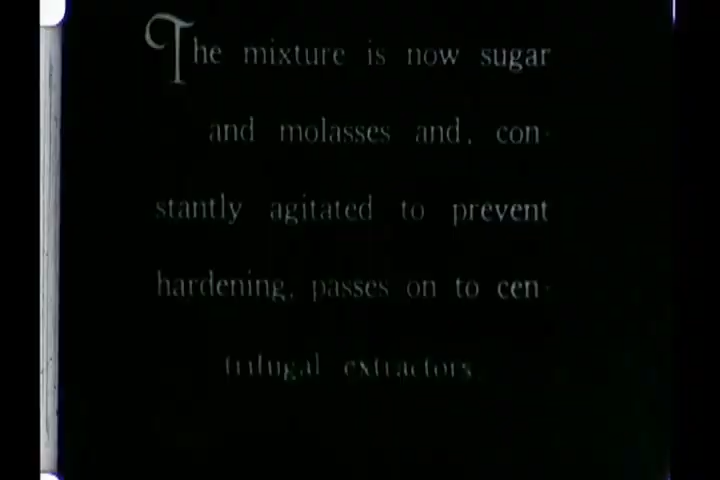 The mixture is now sugar
and molasses and, con-
stantly agitated to prevent
hardening, passes on to cen-
trifugal extractors